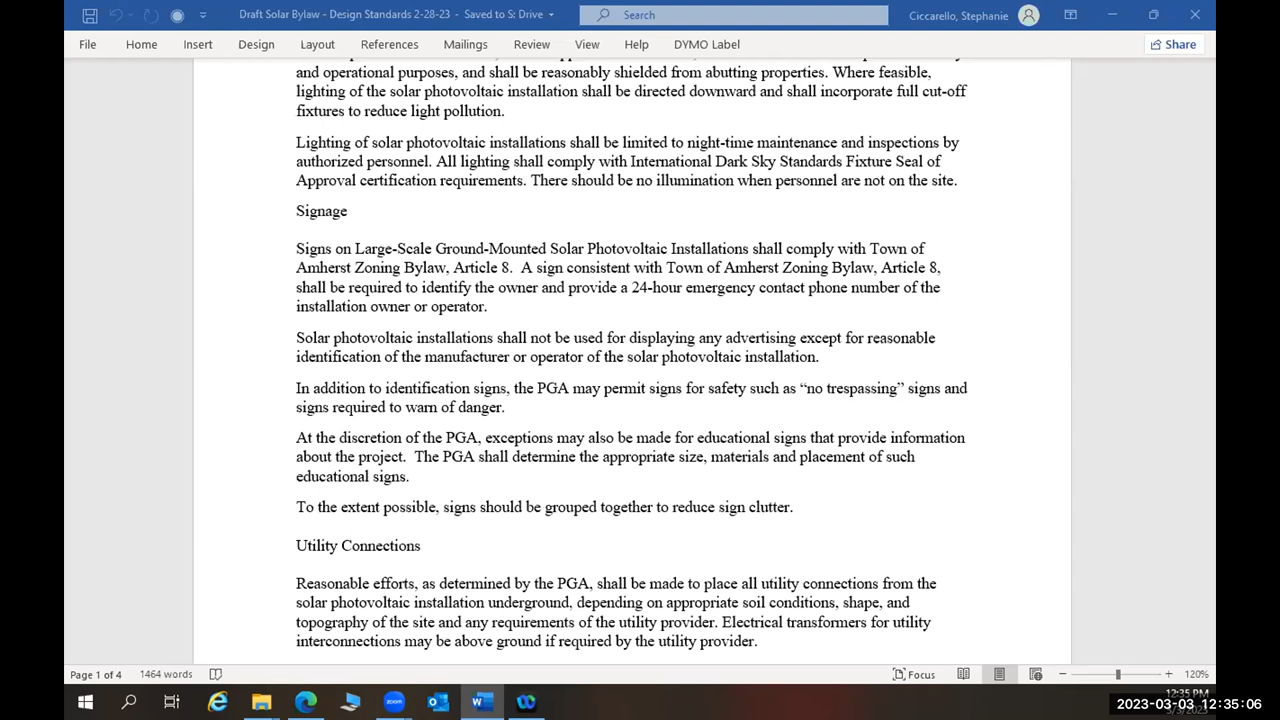 Draft Solar Bylaw - Design Standards 2-28-23 - Saved to S: Drive
Search
Ciccarello, Stephanie
File Home Insert Design Layout References Mailings Review View Help DYMO Label Share
and operational purposes, and shall be reasonably shielded from abutting properties. Where feasible,
lighting of the solar photovoltaic installation shall be directed downward and shall incorporate full cut-off
fixtures to reduce light pollution.
Lighting of solar photovoltaic installations shall be limited to night-time maintenance and inspections by
authorized personnel. All lighting shall comply with International Dark Sky Standards Fixture Seal of
Approval certification requirements. There should be no illumination when personnel are not on the site.
Signage
Signs on Large-Scale Ground-Mounted Solar Photovoltaic Installations shall comply with Town of
Amherst Zoning Bylaw, Article 8. A sign consistent with Town of Amherst Zoning Bylaw, Article 8,
shall be required to identify the owner and provide a 24-hour emergency contact phone number of the
installation owner or operator.
Solar photovoltaic installations shall not be used for displaying any advertising except for reasonable
identification of the manufacturer or operator of the solar photovoltaic installation.
In addition to identification signs, the PGA may permit signs for safety such as “no trespassing” signs and
signs required to warn of danger.
At the discretion of the PGA, exceptions may also be made for educational signs that provide information
about the project. The PGA shall determine the appropriate size, materials and placement of such
educational signs.
To the extent possible, signs should be grouped together to reduce sign clutter.
Utility Connections
Reasonable efforts, as determined by the PGA, shall be made to place all utility connections from the
solar photovoltaic installation underground, depending on appropriate soil conditions, shape, and
topography of the site and any requirements of the utility provider. Electrical transformers for utility
interconnections may be above ground if required by the utility provider.
Page 1 of 4 1464 words Focus 120%
zoom
12:35 PM
2023-03-03 12:35:06